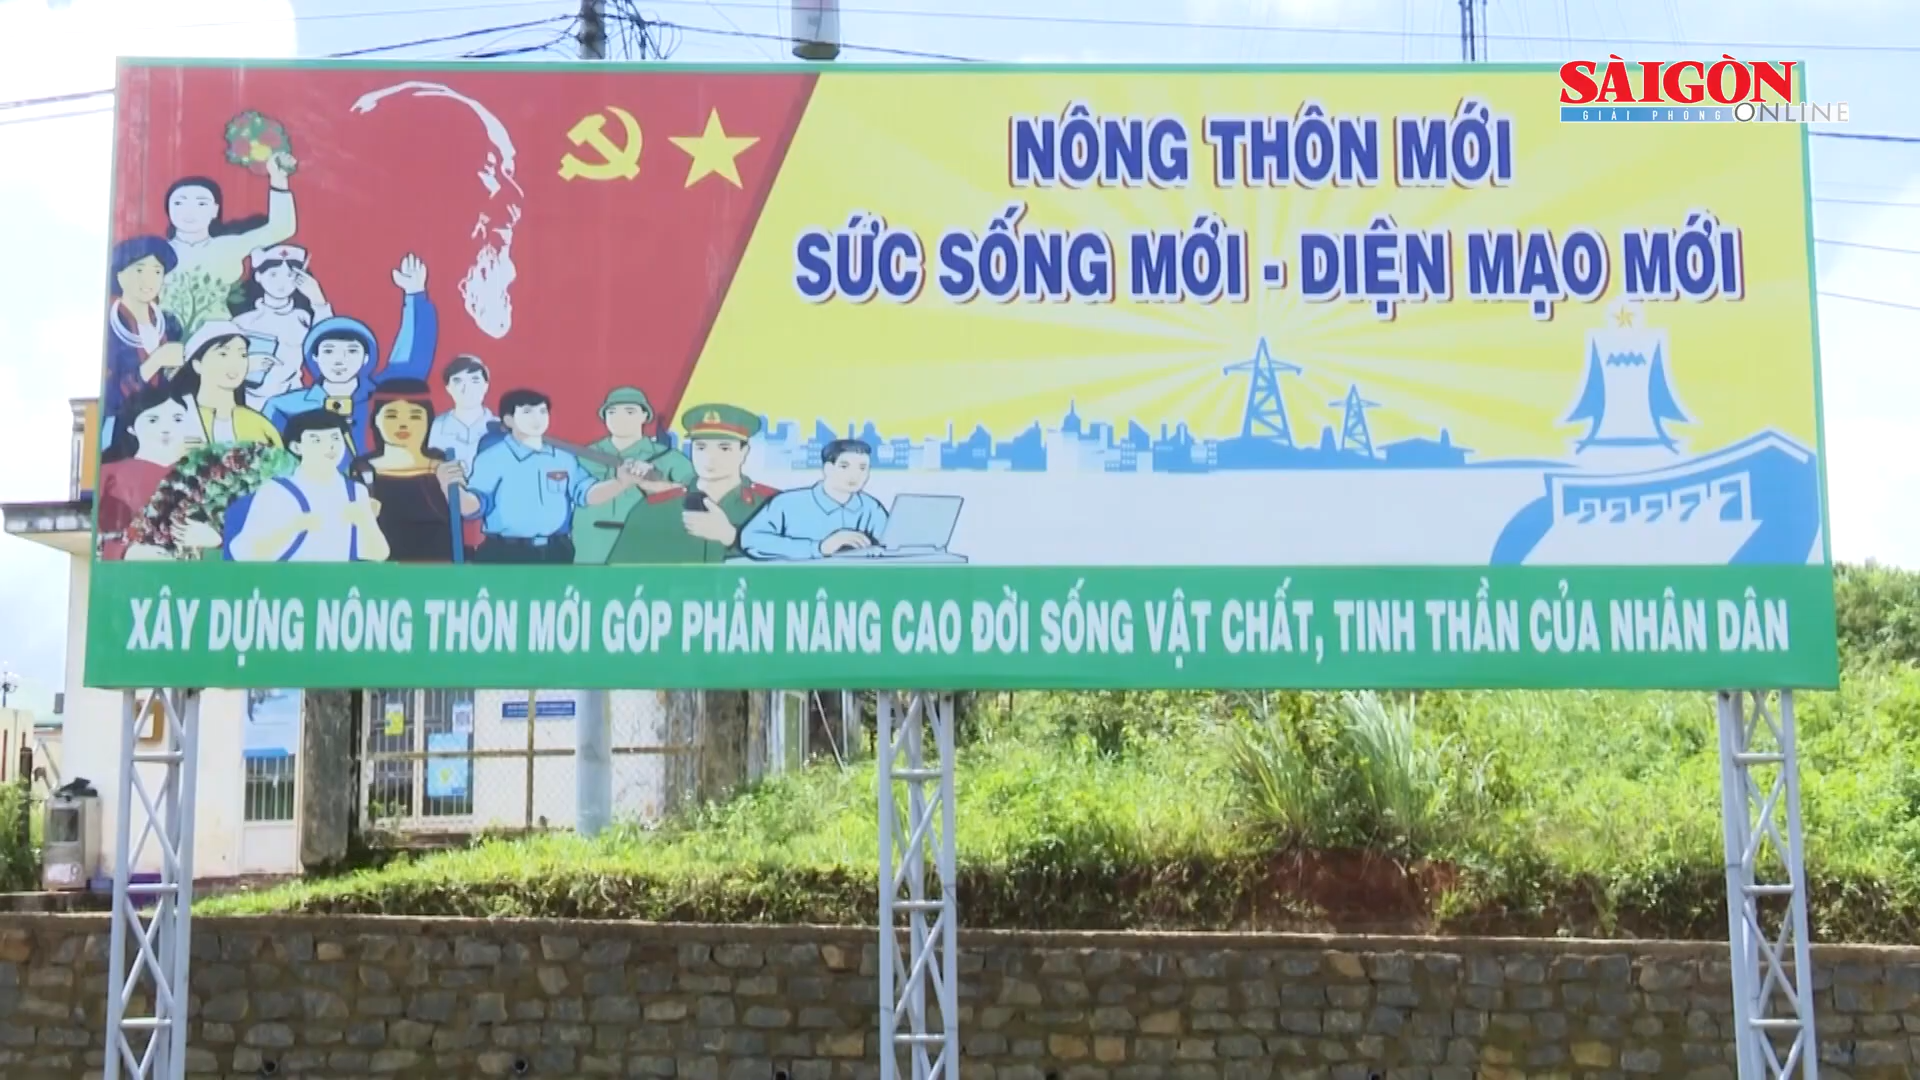 SÀIGÒN
GIẢI PHÓNG ONLINE
NÔNG THÔN MỚI
SỨC SỐNG MỚI - DIỆN MẠO MỚI
XÂY DỰNG NÔNG THÔN MỚI GÓP PHẦN NÂNG CAO ĐỜI SỐNG VẬT CHẤT, TINH THẦN CỦA NHÂN DÂN